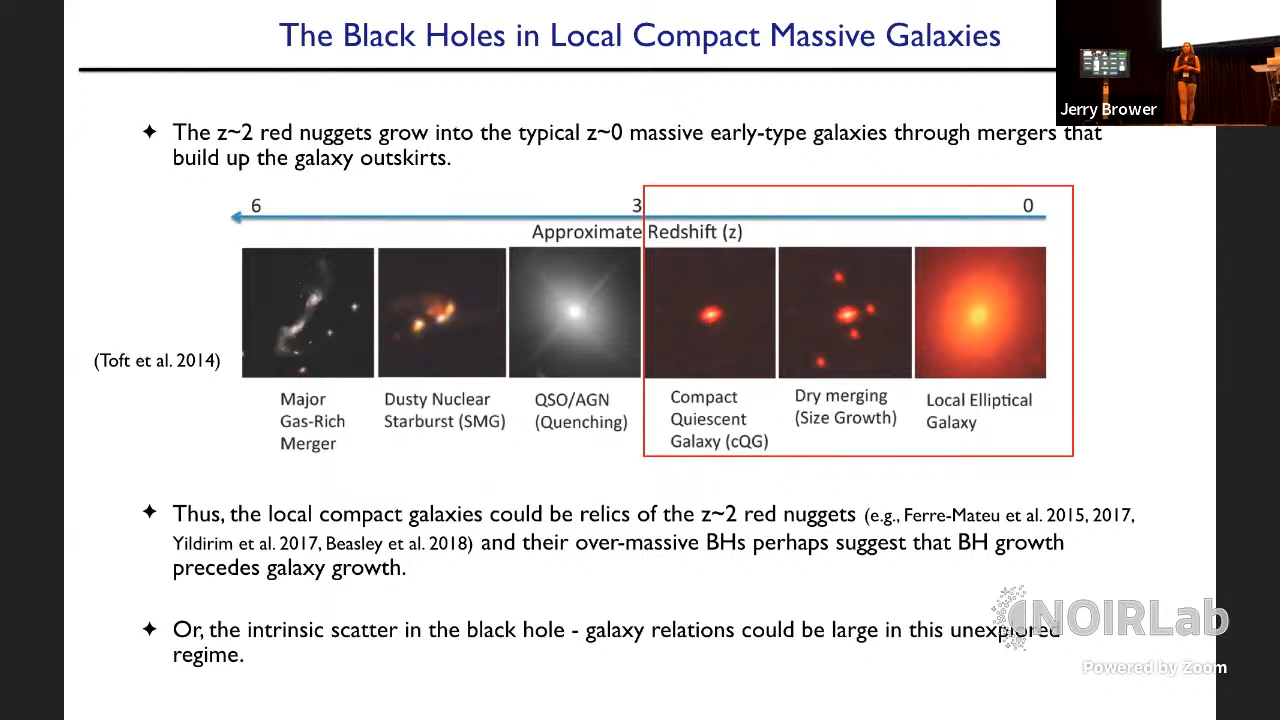 The Black Holes in Local Compact Massive Galaxies
Jerry Brower
✦ The z~2 red nuggets grow into the typical z~0 massive early-type galaxies through mergers that
build up the galaxy outskirts.
6 3 0
Approximate Redshift (z)
(Toft et al. 2014)
Major
Gas-Rich
Merger
Dusty Nuclear
Starburst (SMG)
QSO/AGN
(Quenching)
Compact
Quiescent
Galaxy (cQG)
Dry merging
(Size Growth)
Local Elliptical
Galaxy
✦ Thus, the local compact galaxies could be relics of the z~2 red nuggets (e.g., Ferre-Mateu et al. 2015, 2017,
Yildirim et al. 2017, Beasley et al. 2018) and their over-massive BHs perhaps suggest that BH growth
precedes galaxy growth.
✦ Or, the intrinsic scatter in the black hole - galaxy relations could be large in this unexplored
regime.
NOIRLab
Powered by Zoom